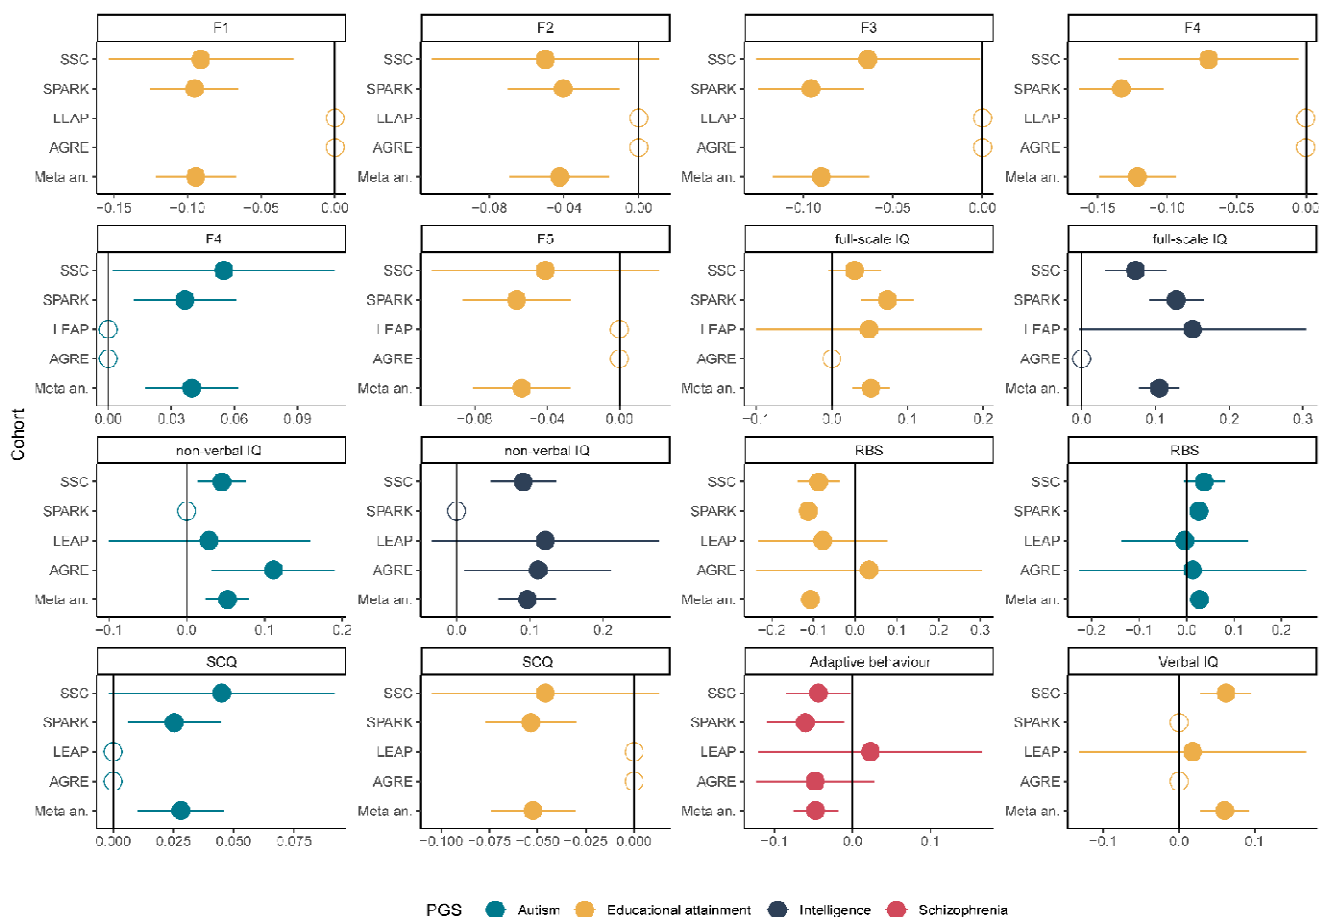 F1 F2 F3 F4
SSC SSC SSC SSC
SPARK SPARK SPARK SPARK
LEAP LEAP LEAP LEAP
AGRE AGRE AGRE AGRE
Meta an. Meta an. Meta an. Meta an.
−0.15 −0.10 −0.05 0.00 −0.08 −0.04 0.00 −0.10 −0.05 0.00 −0.15 −0.10 −0.05 0.00
F4 F5 full-scale IQ full-scale IQ
SSC SSC SSC SSC
SPARK SPARK SPARK SPARK
LEAP LEAP LEAP LEAP
AGRE AGRE AGRE AGRE
Meta an. Meta an. Meta an. Meta an.
0.00 0.03 0.06 0.09 −0.06 −0.04 0.00 −0.1 0.0 0.1 0.2 0.0 0.1 0.2 0.3
Cohort
non-verbal IQ non-verbal IQ RBS RBS
SSC SSC SSC SSC
SPARK SPARK SPARK SPARK
LEAP LEAP LEAP LEAP
AGRE AGRE AGRE AGRE
Meta an. Meta an. Meta an. Meta an.
−0.1 0.0 0.1 0.2 0.0 0.1 0.2 −0.2 −0.1 0.0 0.1 0.2 0.3 −0.2 −0.1 0.0 0.1 0.2
SCQ SCQ Adaptive behaviour Verbal IQ
SSC SSC SSC SSC
SPARK SPARK SPARK SPARK
LEAP LEAP LEAP LEAP
AGRE AGRE AGRE AGRE
Meta an. Meta an. Meta an. Meta an.
0.000 0.025 0.050 0.075 −0.100 −0.075 −0.050 −0.025 0.000 −0.1 0.0 0.1 −0.1 0.0 0.1
PGS Autism Educational attainment Intelligence Schizophrenia